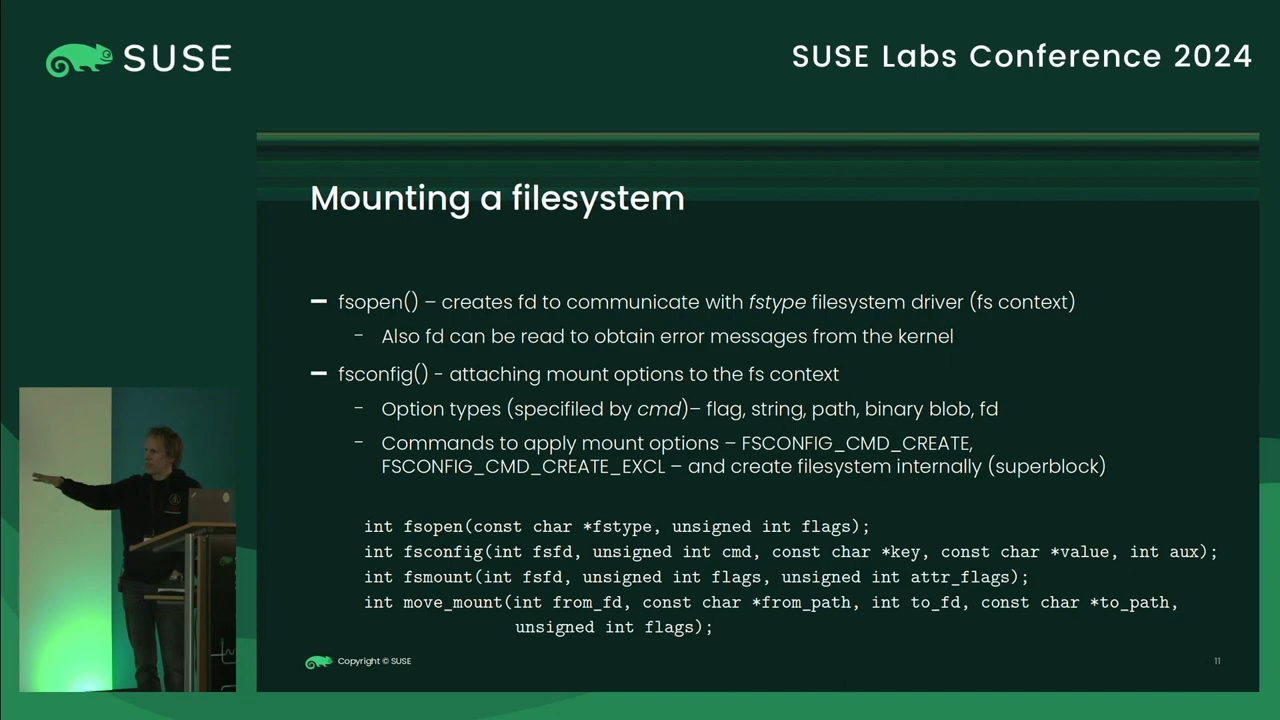 SUSE
SUSE Labs Conference 2024
Mounting a filesystem
— fsopen() – creates fd to communicate with fstype filesystem driver (fs context)
– Also fd can be read to obtain error messages from the kernel
— fsconfig() - attaching mount options to the fs context
– Option types (specifiled by cmd)– flag, string, path, binary blob, fd
– Commands to apply mount options – FSCONFIG_CMD_CREATE,
FSCONFIG_CMD_CREATE_EXCL – and create filesystem internally (superblock)
int fsopen(const char *fstype, unsigned int flags);
int fsconfig(int fsfd, unsigned int cmd, const char *key, const char *value, int aux);
int fsmount(int fsfd, unsigned int flags, unsigned int attr_flags);
int move_mount(int from_fd, const char *from_path, int to_fd, const char *to_path,
unsigned int flags);
Copyright © SUSE
11